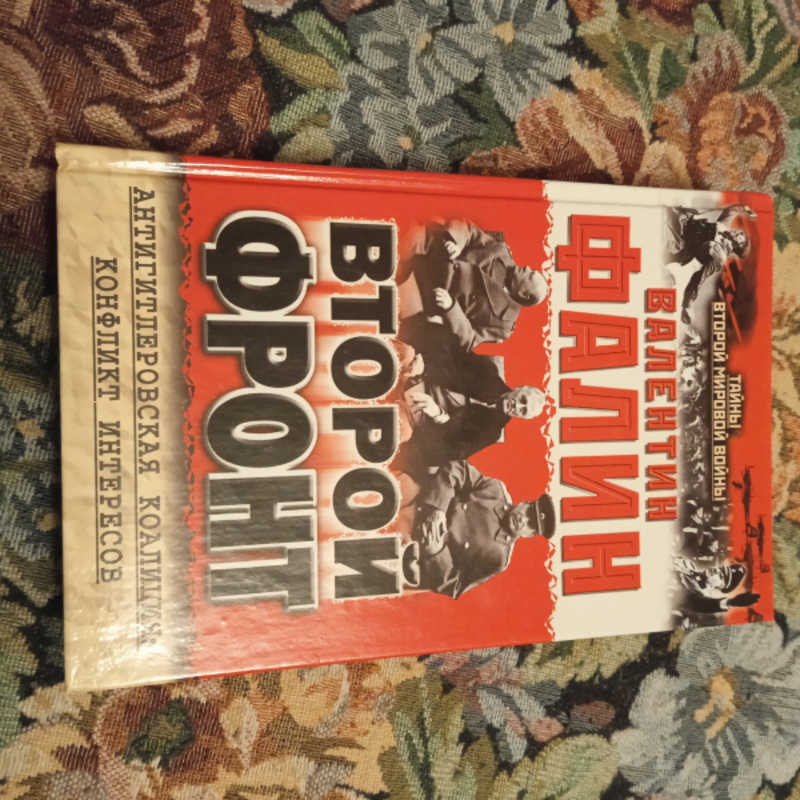 ТАЙНЫ
ВТОРОЙ МИРОВОЙ ВОЙНЫ
ВАЛЕНТИН
ФАЛИН
ВТОРОЙ
ФРОНТ
АНТИГИТЛЕРОВСКАЯ КОАЛИЦИЯ:
КОНФЛИКТ ИНТЕРЕСОВ